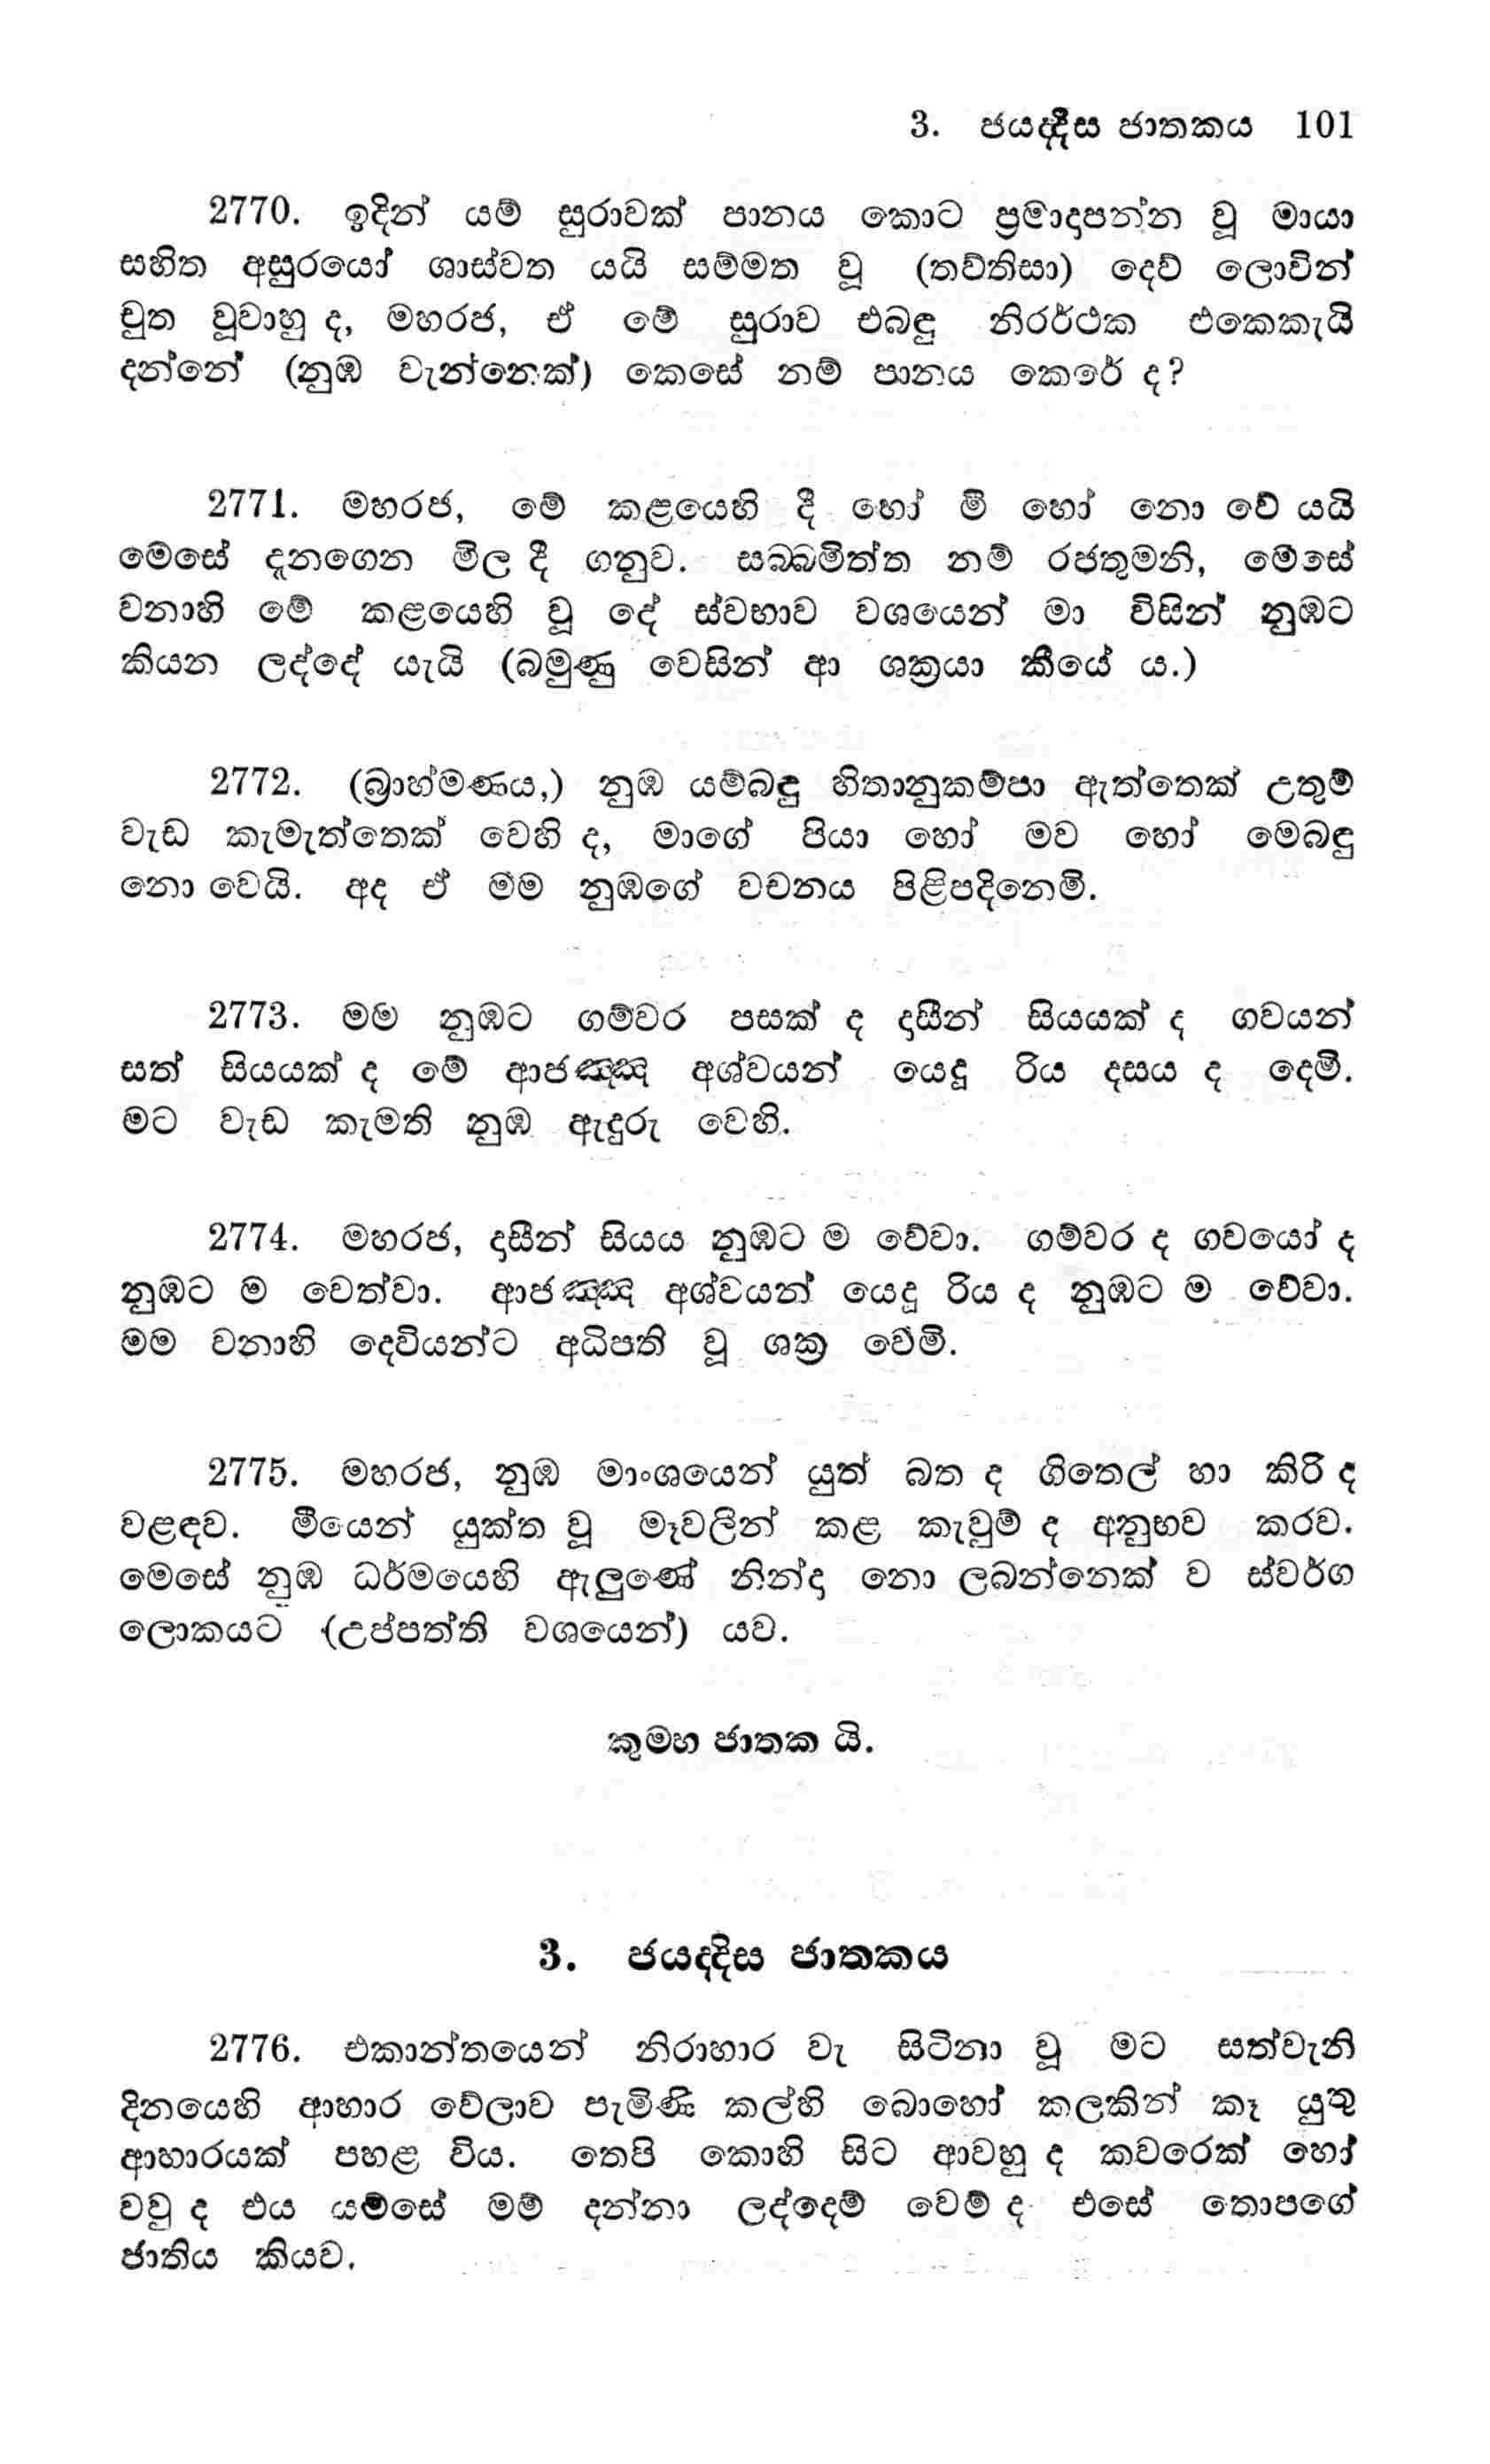 3. ජයද්දීස ජාතකය 101
2770. ඉදින් යම් සුරාවක් පානය කොට ප්‍රමාදාපන්න වූ මායා
සහිත අසුරයෝ ශාස්වත යයි සම්මත වූ (තව්තිසා) දෙව් ලොවින්
චුත වූවාහු ද, මහරජ, ඒ මේ සුරාව එබඳු නිරර්ථක එකෙකැයි
දන්නේ (නුඹ වැන්නෙක්) කෙසේ නම් පානය කෙරේ ද?
2771. මහරජ, මේ කළයෙහි දී හෝ මී හෝ නො වේ යයි
මෙසේ දැනගෙන මිල දී ගනුව. සබ්බමිත්ත නම් රජතුමනි, මෙසේ
වනාහි මේ කළයෙහි වූ දේ ස්වභාව වශයෙන් මා විසින් නුඹට
කියන ලද්දේ යැයි (බමුණු වෙසින් ආ ශක්‍රයා කීයේ ය.)
2772. (බ්‍රාහ්මණය,) නුඹ යම්බඳු හිතානුකම්පා ඇත්තෙක් උතුම්
වැඩ කැමැත්තෙක් වෙහි ද, මාගේ පියා හෝ මව හෝ මෙබඳු
නො වෙයි. අද ඒ මම නුඹගේ වචනය පිළිපදිනෙමි.
2773. මම නුඹට ගම්වර පසක් ද දාසීන් සියයක් ද ගවයන්
සත් සියයක් ද මේ ආජඤ්ඤ අශ්වයන් යෙදූ රිය දසය ද දෙමි.
මට වැඩ කැමති නුඹ ඇදුරු වෙහි.
2774. මහරජ, දාසීන් සියය නුඹට ම වේවා. ගම්වර ද ගවයෝ ද
නුඹට ම වෙත්වා. ආජඤ්ඤ අශ්වයන් යෙදූ රිය ද නුඹට ම වේවා.
මම වනාහි දෙවියන්ට අධිපති වූ ශක්‍ර වෙමි.
2775. මහරජ, නුඹ මාංශයෙන් යුත් බත ද ගිතෙල් හා කිරි ද
වළඳව. මීයෙන් යුක්ත වූ මෑවලින් කළ කැවුම් ද අනුභව කරව.
මෙසේ නුඹ ධර්මයෙහි ඇලුණේ නින්දා නො ලබන්නෙක් ව ස්වර්ග
ලොකයට (උප්පත්ති වශයෙන්) යව.
කුම්භ ජාතක යි.
3. ජයද්දිස ජාතකය
2776. එකාන්තයෙන් නිරාහාර වැ සිටිනා වූ මට සත්වැනි
දිනයෙහි ආහාර වේලාව පැමිණි කල්හි බොහෝ කලකින් කෑ යුතු
ආහාරයක් පහළ විය. තෙපි කොහි සිට ආවහු ද කවරෙක් හෝ
වවු ද එය යම්සේ මම් දන්නා ලද්දෙම් වෙම් ද එසේ තොපගේ
ජාතිය කියව.